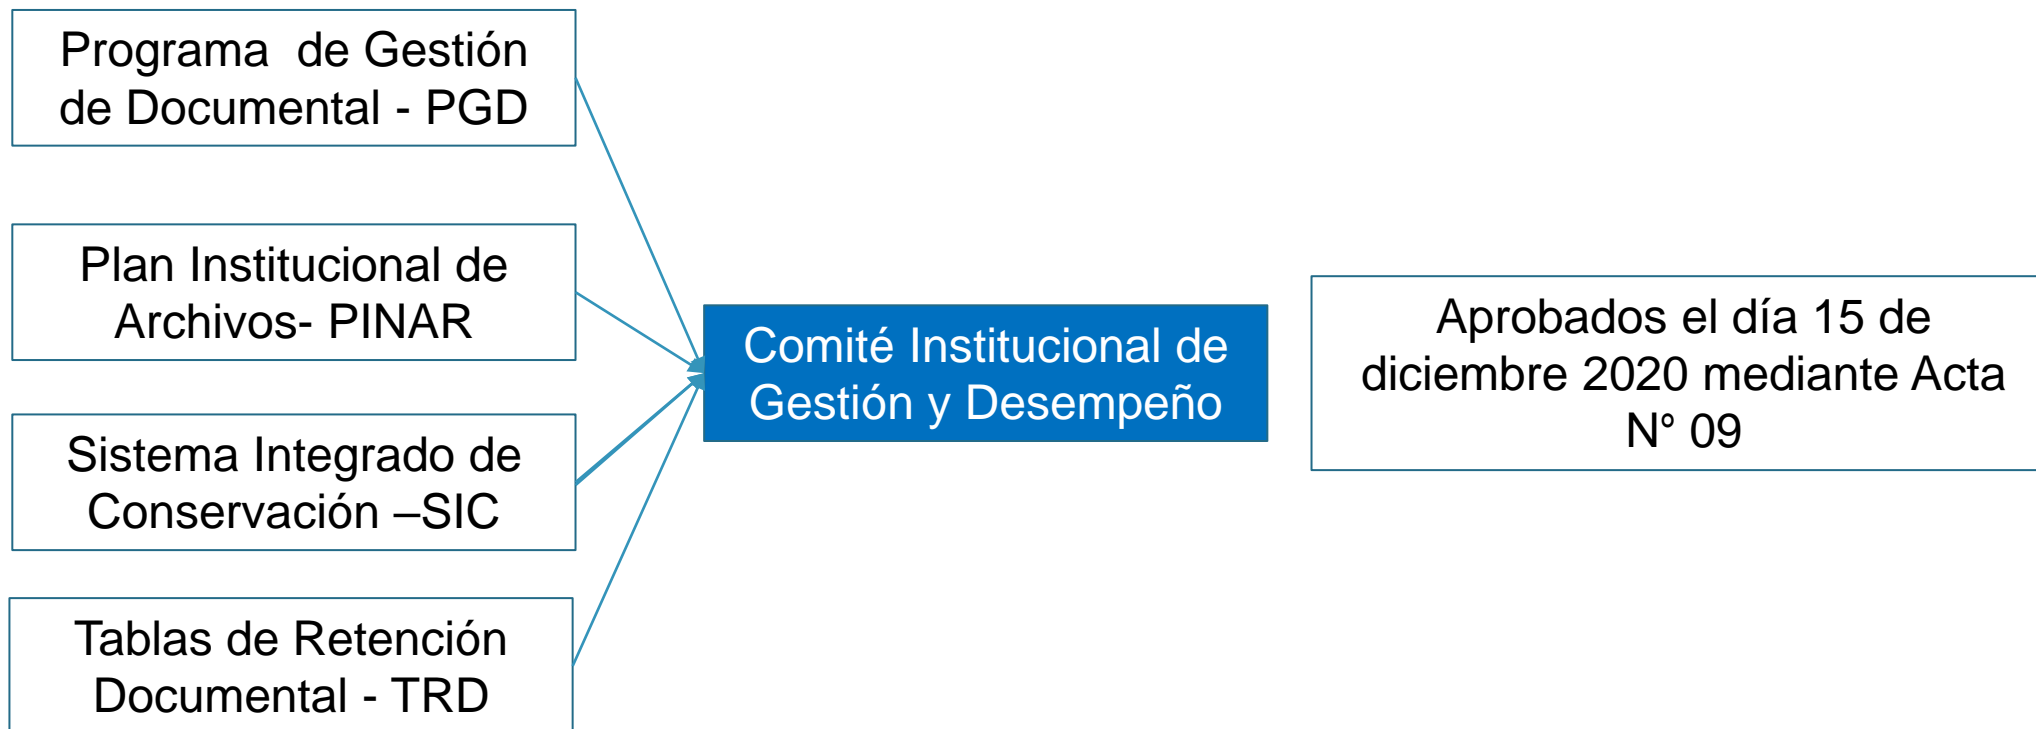 Programa  de Gestión
de Documental - PGD
Plan Institucional de
Archivos- PINAR
Sistema Integrado de
Conservación –SIC
Tablas de Retención
Documental - TRD
Comité Institucional de
Gestión y Desempeño
Aprobados el día 15 de
diciembre 2020 mediante Acta
N° 09